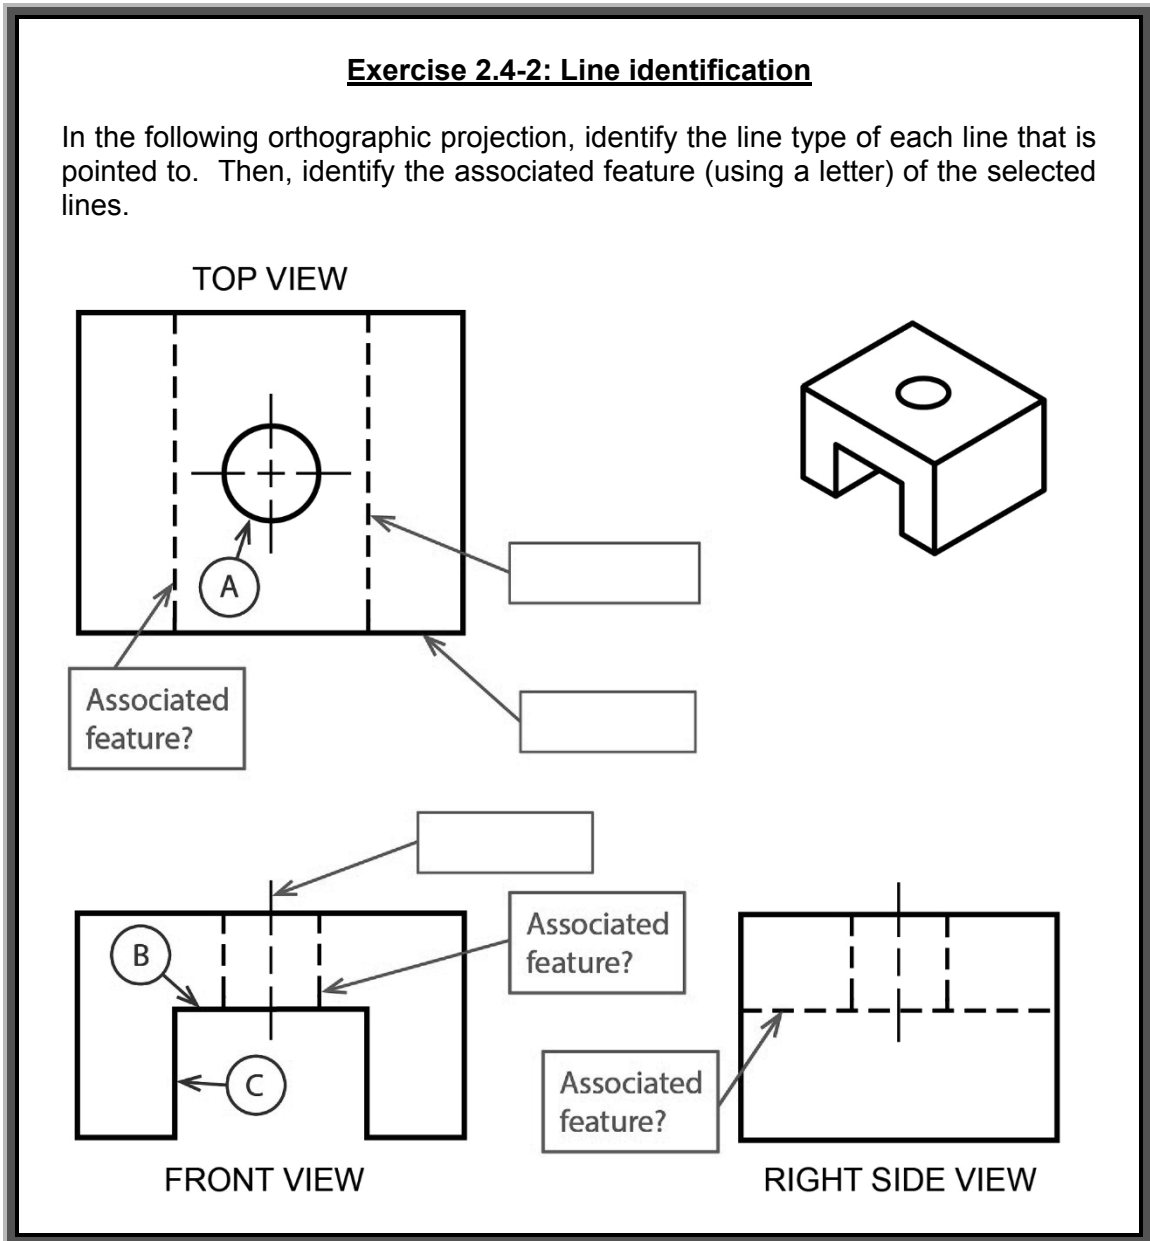 Exercise 2.4-2: Line identification
In the following orthographic projection, identify the line type of each line that is
pointed to.  Then, identify the associated feature (using a letter) of the selected
lines.
TOP VIEW
A
Associated
feature?
B
Associated
feature?
C
Associated
feature?
FRONT VIEW
RIGHT SIDE VIEW